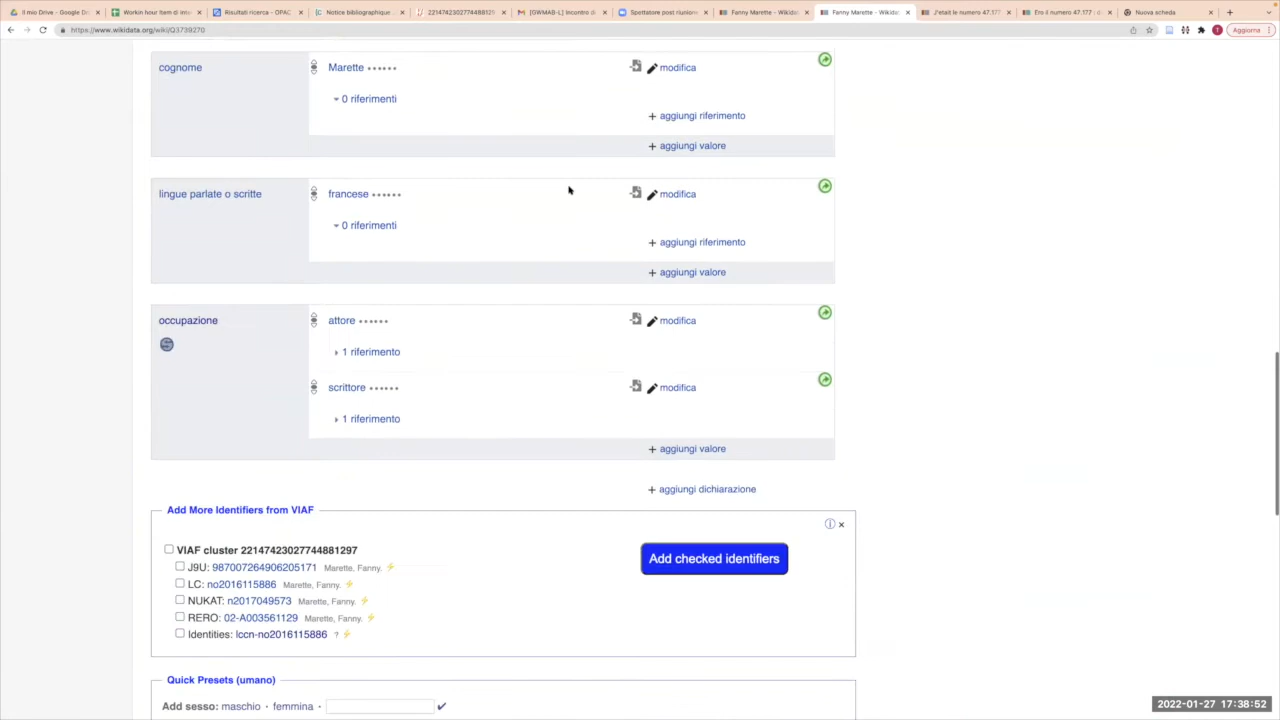 Il mio Drive - Google Dri
Workin hour Item di Intu
Risultati ricerca - OPAC
Notice bibliographique
22147423027744881297
[GWMAB-L] Incontro di
Spettatore post riunione
Fanny Marette - Wikidat
Fanny Marette - Wikidat
J'etait le numero 47.177
Ero il numero 47.177 : d
Nuova scheda
https://www.wikidata.org/wiki/Q3739270
Aggiorna
cognome
Marette
modifica
0 riferimenti
+ aggiungi riferimento
+ aggiungi valore
lingue parlate o scritte
francese
modifica
0 riferimenti
+ aggiungi riferimento
+ aggiungi valore
occupazione
attore
modifica
1 riferimento
scrittore
modifica
1 riferimento
+ aggiungi valore
+ aggiungi dichiarazione
Add More Identifiers from VIAF
VIAF cluster 22147423027744881297
Add checked identifiers
J9U: 987007264906205171 Marette, Fanny.
LC: no2016115886 Marette, Fanny.
NUKAT: n2017049573 Marette, Fanny.
RERO: 02-A003561129 Marette, Fanny.
Identities: lccn-no2016115886 ?
Quick Presets (umano)
Add sesso: maschio · femmina ·
2022-01-27 17:38:52